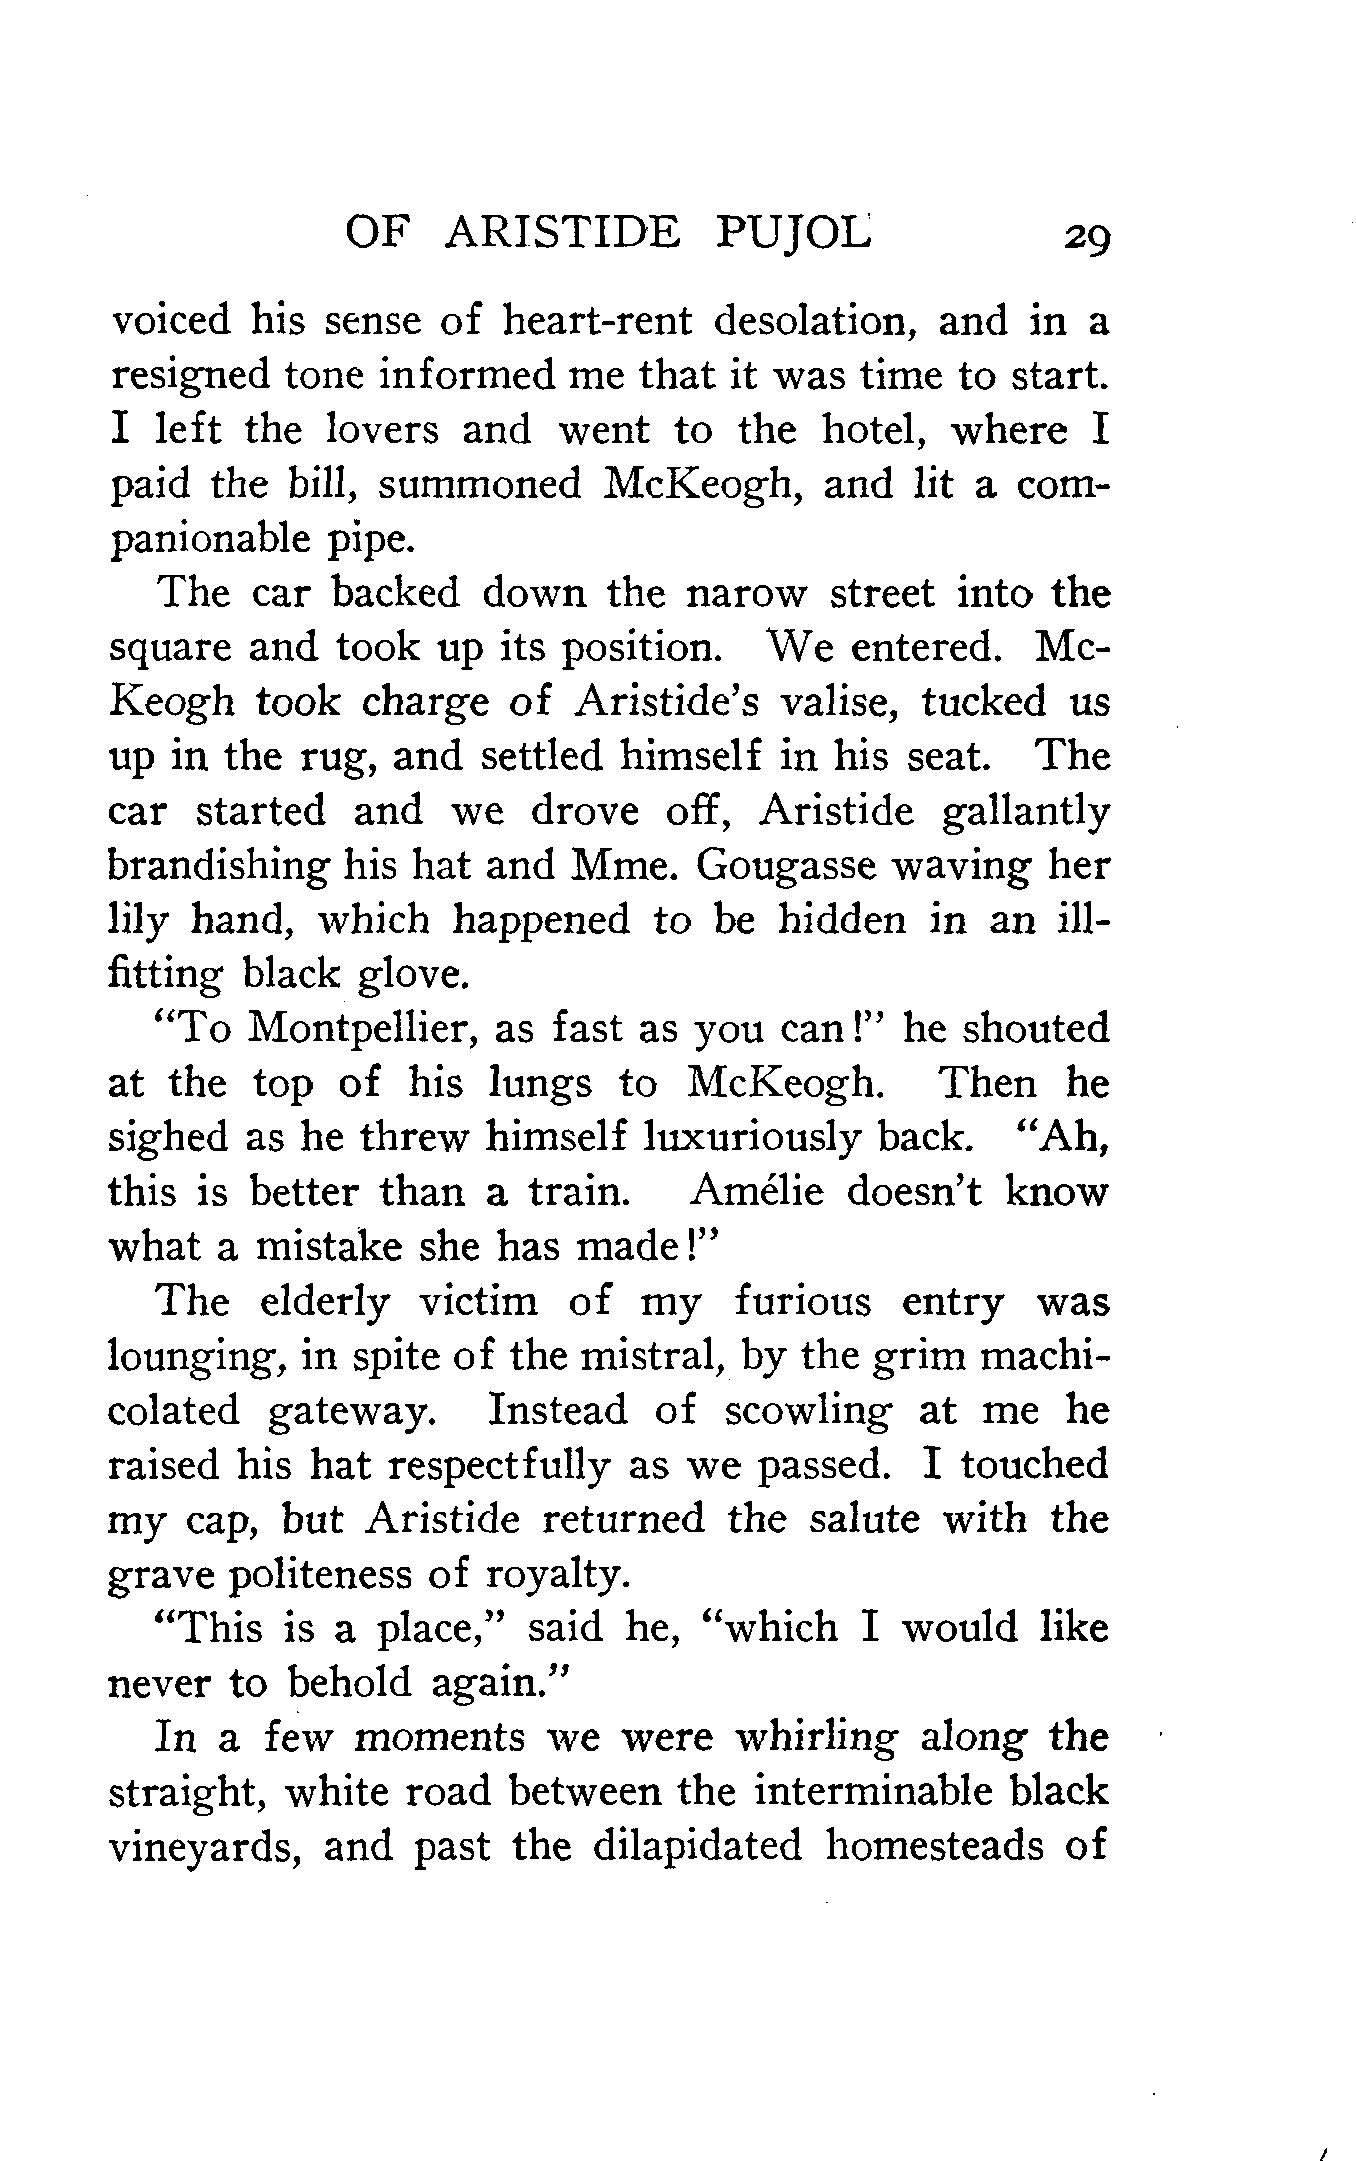 OF ARISTIDE PUJOL 29
voiced his sense of heart-rent desolation, and in a
resigned tone informed me that it was time to start.
I left the lovers and went to the hotel, where I
paid the bill, summoned McKeogh, and lit a com-
panionable pipe.
The car backed down the narow street into the
square and took up its position. We entered. Mc-
Keogh took charge of Aristide's valise, tucked us
up in the rug, and settled himself in his seat. The
car started and we drove off, Aristide gallantly
brandishing his hat and Mme. Gougasse waving her
lily hand, which happened to be hidden in an ill-
fitting black glove.
"To Montpellier, as fast as you can!" he shouted
at the top of his lungs to McKeogh. Then he
sighed as he threw himself luxuriously back. "Ah,
this is better than a train. Amélie doesn't know
what a mistake she has made!"
The elderly victim of my furious entry was
lounging, in spite of the mistral, by the grim machi-
colated gateway. Instead of scowling at me he
raised his hat respectfully as we passed. I touched
my cap, but Aristide returned the salute with the
grave politeness of royalty.
"This is a place," said he, "which I would like
never to behold again."
In a few moments we were whirling along the
straight, white road between the interminable black
vineyards, and past the dilapidated homesteads of